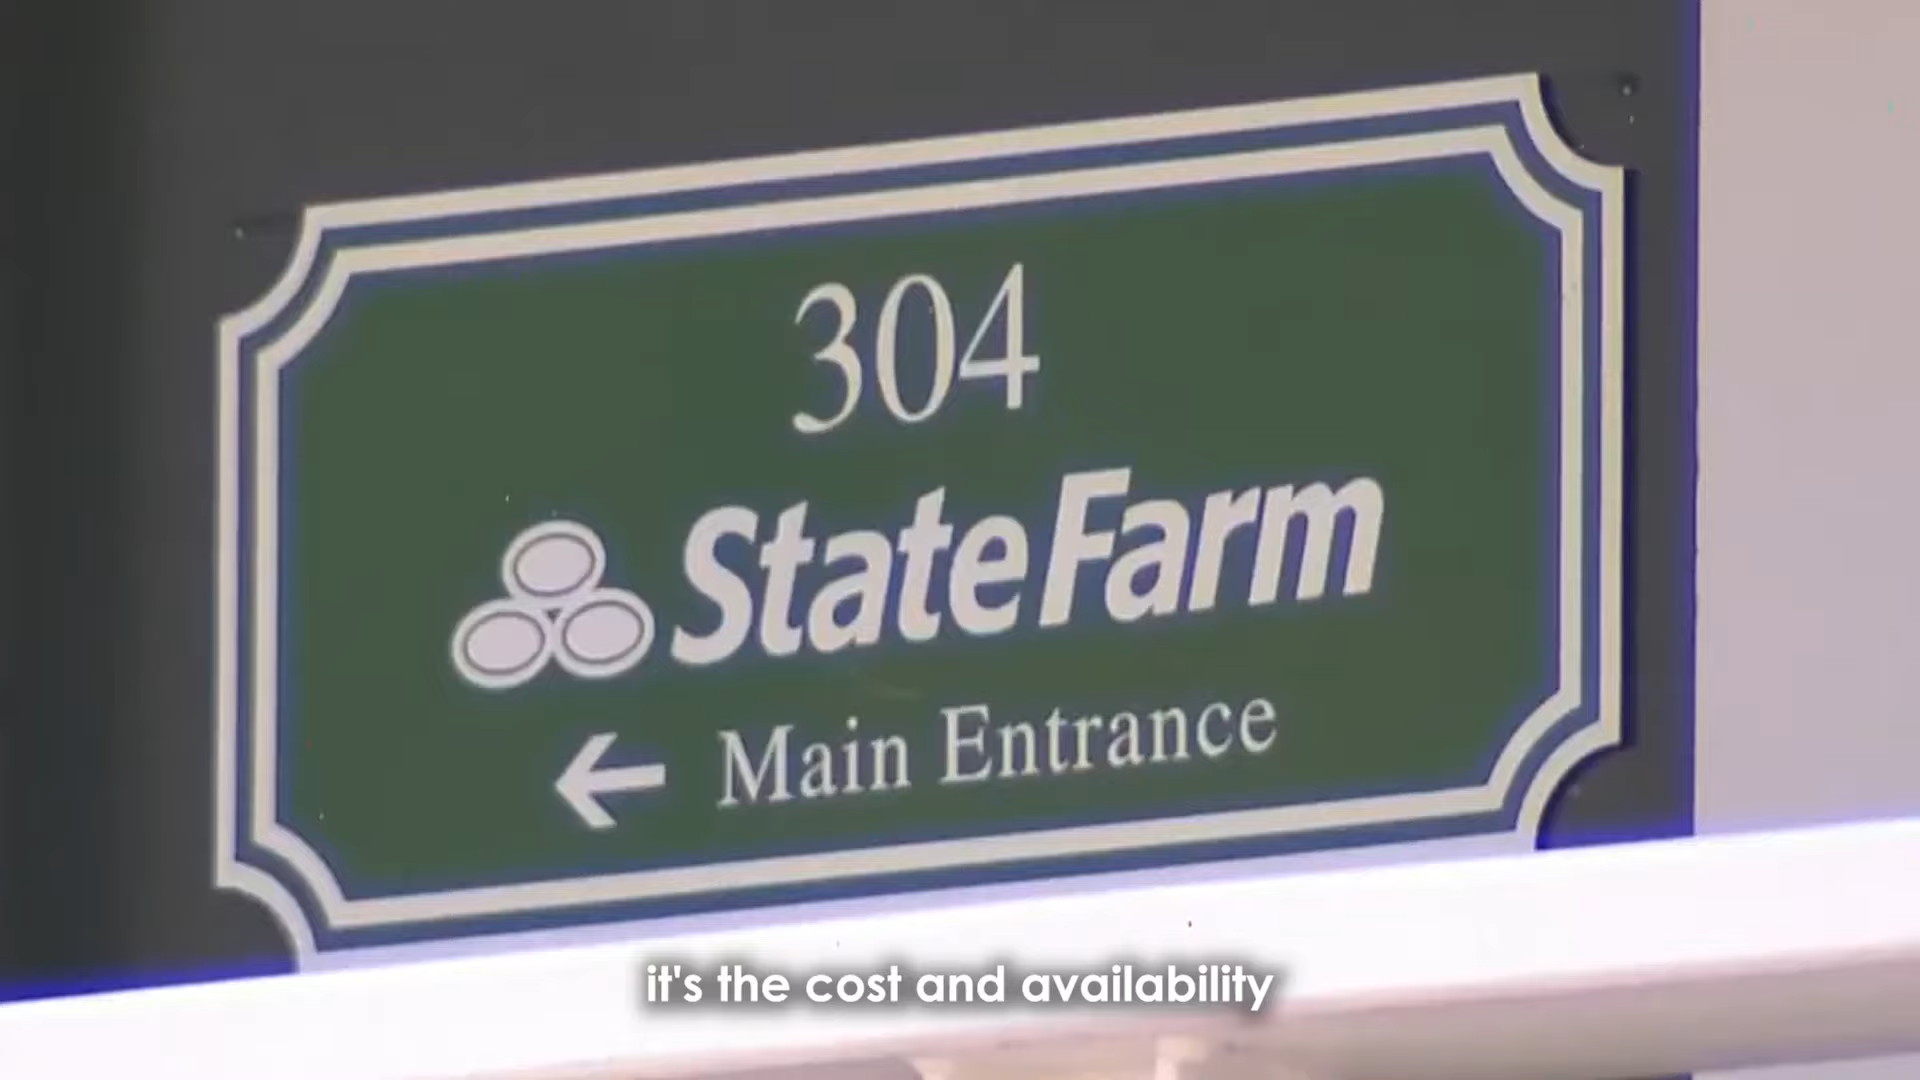 304
StateFarm
← Main Entrance
it's the cost and availability